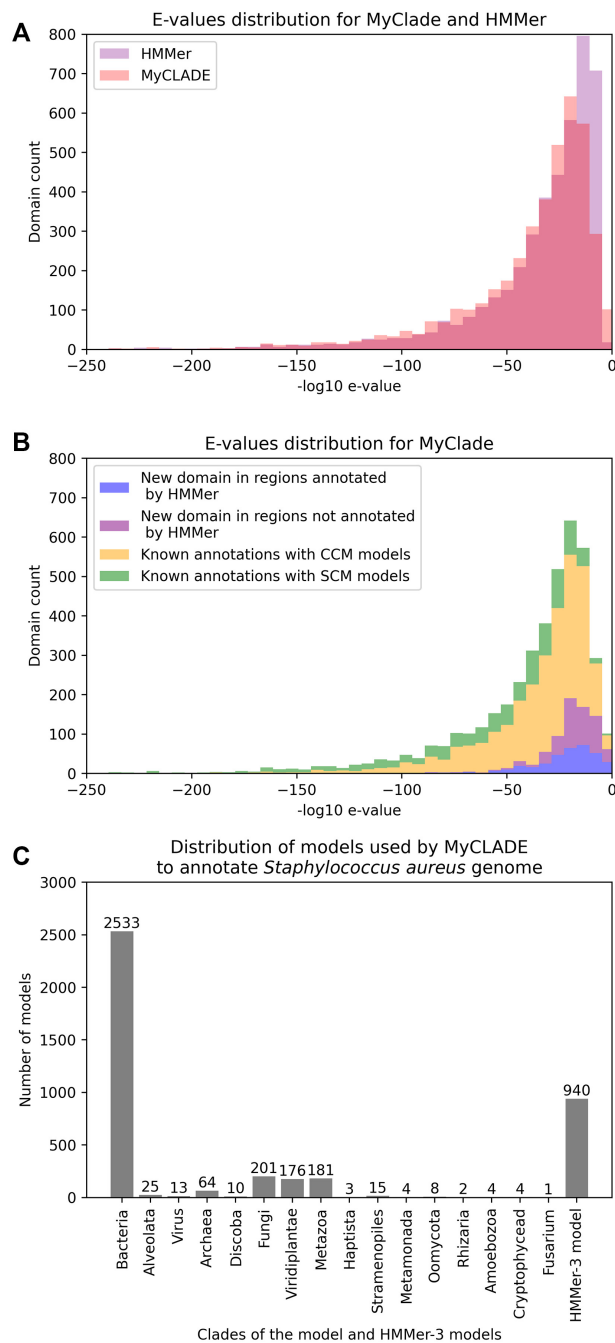 A
E-values distribution for MyClade and HMMer
HMMer
MyCLADE
800
700
600
500
400
300
200
100
0
Domain count
−250
−200
−150
−100
−50
0
-log10 e-value
B
E-values distribution for MyClade
New domain in regions annotated
by HMMer
New domain in regions not annotated
by HMMer
Known annotations with CCM models
Known annotations with SCM models
800
700
600
500
400
300
200
100
0
Domain count
−250
−200
−150
−100
−50
0
-log10 e-value
C
Distribution of models used by MyCLADE
to annotate Staphylococcus aureus genome
3000
2500
2000
1500
1000
500
0
Number of models
2533
25
13
64
10
201
176
181
3
15
4
8
2
4
4
1
940
Bacteria
Alveolata
Virus
Archaea
Discoba
Fungi
Viridiplantae
Metazoa
Haptista
Stramenopiles
Metamonada
Oomycota
Rhizaria
Amoebozoa
Cryptophycead
Fusarium
HMMer-3 model
Clades of the model and HMMer-3 models